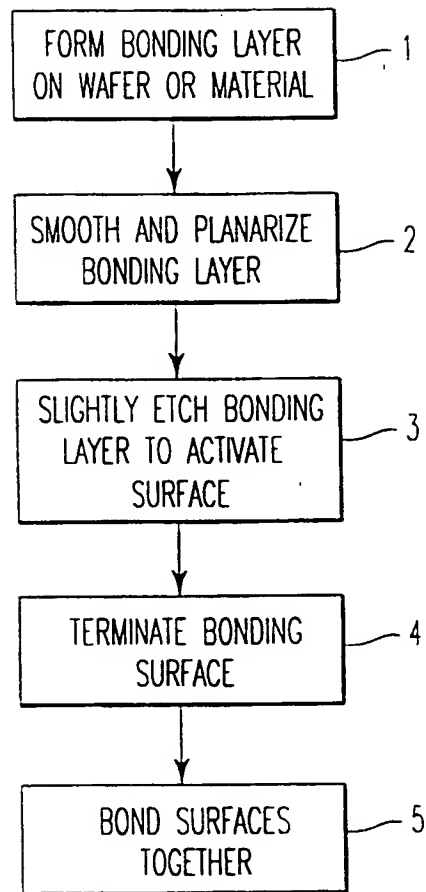 FORM BONDING LAYER
ON WAFER OR MATERIAL
1
SMOOTH AND PLANARIZE
BONDING LAYER
2
SLIGHTLY ETCH BONDING
LAYER TO ACTIVATE
SURFACE
3
TERMINATE BONDING
SURFACE
4
BOND SURFACES
TOGETHER
5